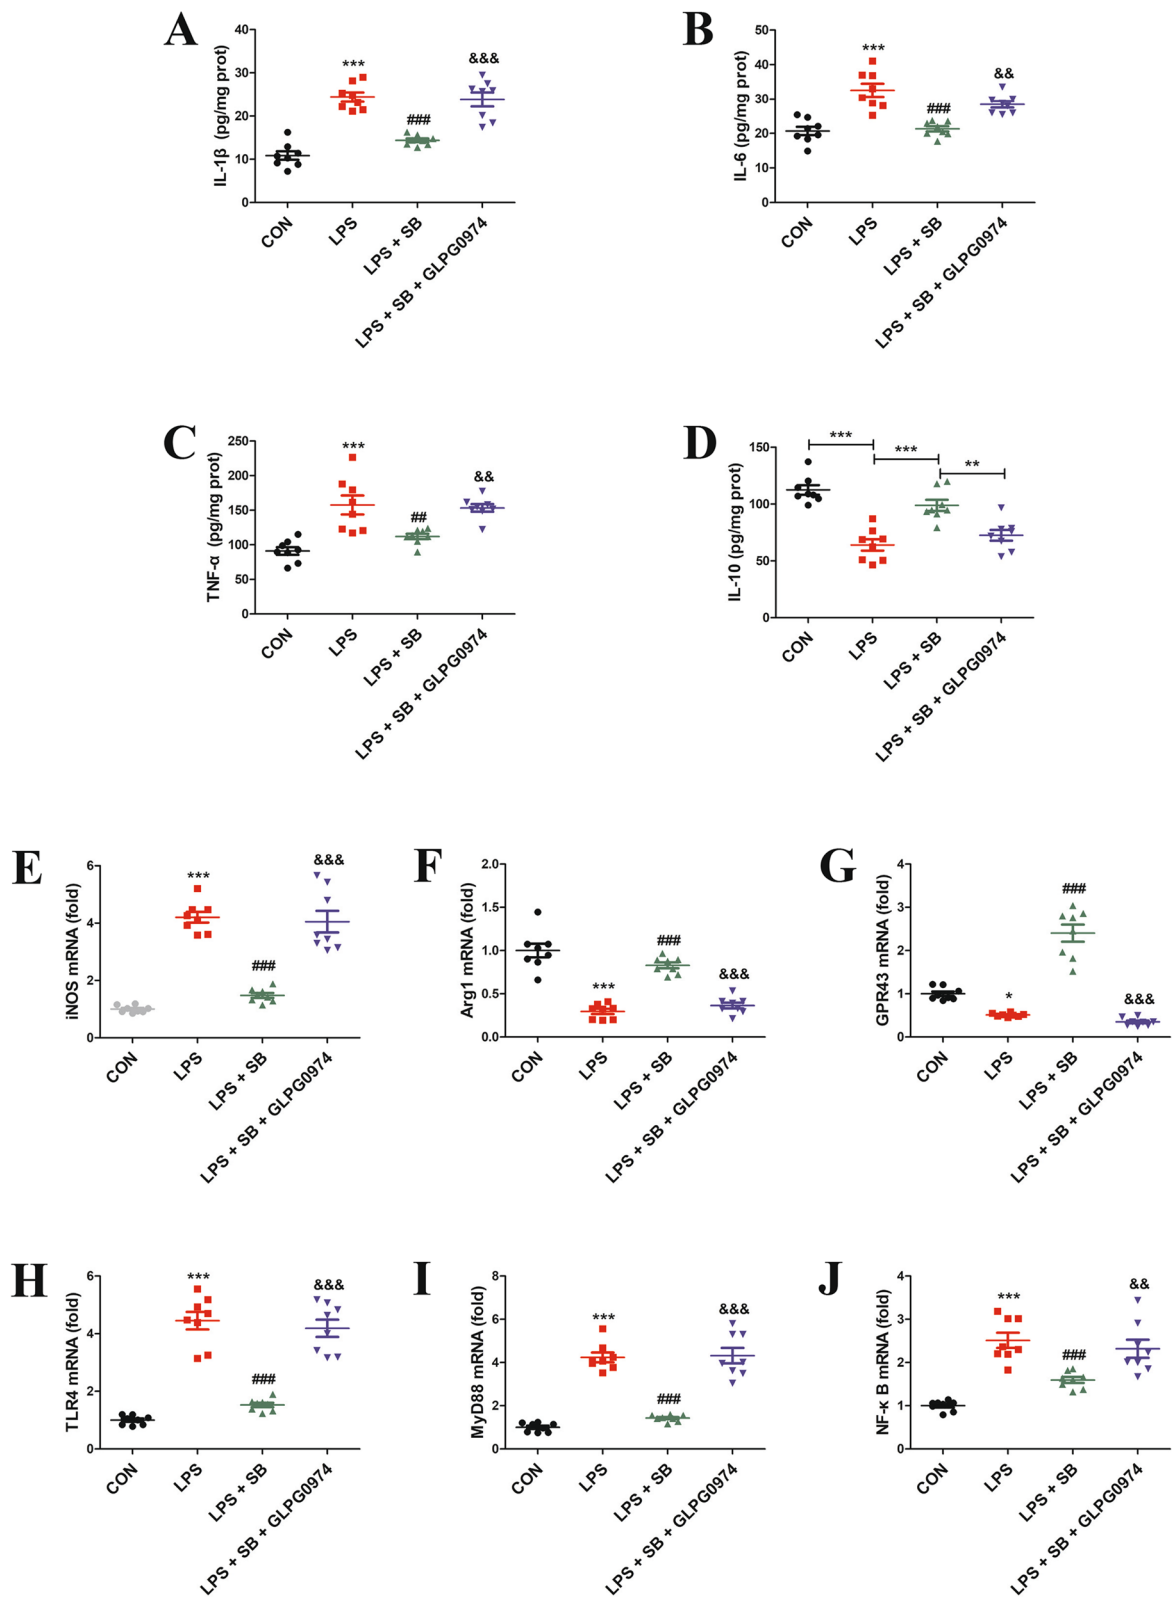 A
IL-1β (pg/mg prot)
40
30
20
10
0
***
###
&&&
CON
LPS
LPS + SB
LPS + SB + GLPG0974
B
IL-6 (pg/mg prot)
50
40
30
20
10
0
***
###
&&
CON
LPS
LPS + SB
LPS + SB + GLPG0974
C
TNF-α (pg/mg prot)
250
200
150
100
50
0
***
##
&&
CON
LPS
LPS + SB
LPS + SB + GLPG0974
D
IL-10 (pg/mg prot)
150
100
50
0
***
***
**
CON
LPS
LPS + SB
LPS + SB + GLPG0974
E
iNOS mRNA (fold)
6
4
2
0
***
###
&&&
CON
LPS
LPS + SB
LPS + SB + GLPG0974
F
Arg1 mRNA (fold)
2.0
1.5
1.0
0.5
0.0
***
###
&&&
CON
LPS
LPS + SB
LPS + SB + GLPG0974
G
GPR43 mRNA (fold)
4
3
2
1
0
*
###
&&&
CON
LPS
LPS + SB
LPS + SB + GLPG0974
H
TLR4 mRNA (fold)
6
4
2
0
***
###
&&&
CON
LPS
LPS + SB
LPS + SB + GLPG0974
I
MyD88 mRNA (fold)
8
6
4
2
0
***
###
&&&
CON
LPS
LPS + SB
LPS + SB + GLPG0974
J
NF-κ B mRNA (fold)
4
3
2
1
0
***
###
&&
CON
LPS
LPS + SB
LPS + SB + GLPG0974